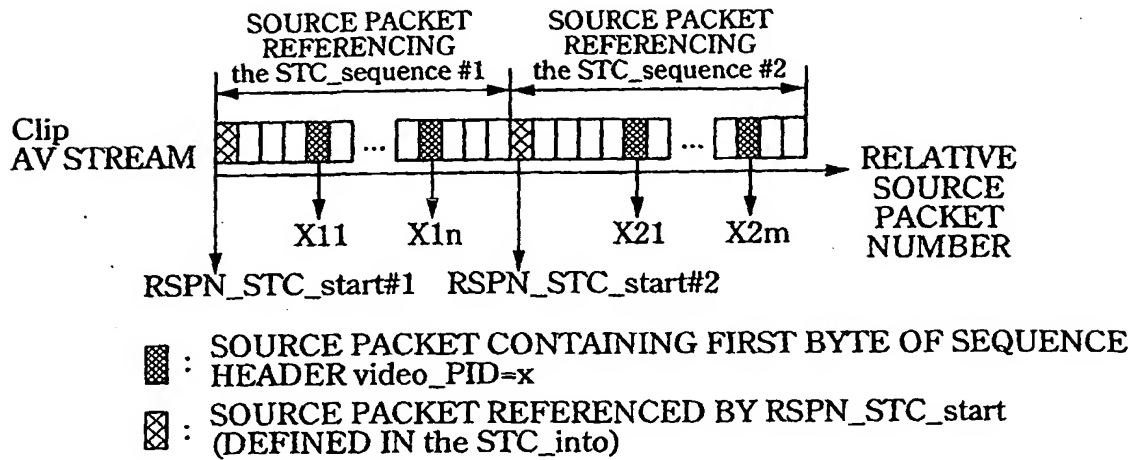 SOURCE PACKET
REFERENCING
the STC_sequence #1
SOURCE PACKET
REFERENCING
the STC_sequence #2
Clip
AV STREAM
...
...
RELATIVE
SOURCE
PACKET
NUMBER
X11
X1n
X21
X2m
RSPN_STC_start#1
RSPN_STC_start#2
: SOURCE PACKET CONTAINING FIRST BYTE OF SEQUENCE
HEADER video_PID=x
: SOURCE PACKET REFERENCED BY RSPN_STC_start
(DEFINED IN the STC_into)